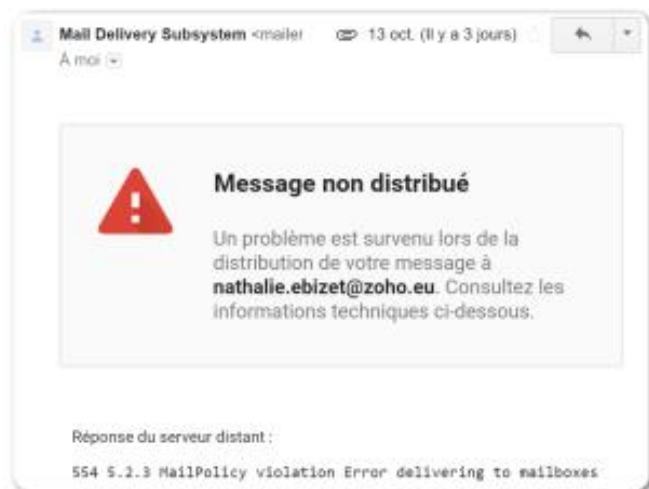 Mail Delivery Subsystem <mailer 13 oct. (Il y a 3 jours)
À moi
Message non distribué
Un problème est survenu lors de la
distribution de votre message à
nathalie.ebizet@zoho.eu. Consultez les
informations techniques ci-dessous.
Réponse du serveur distant :
554 5.2.3 MailPolicy violation Error delivering to mailboxes